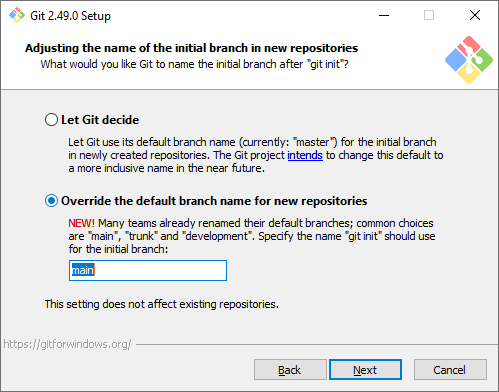 Git 2.49.0 Setup
Adjusting the name of the initial branch in new repositories
What would you like Git to name the initial branch after "git init"?
Let Git decide
Let Git use its default branch name (currently: "master") for the initial branch
in newly created repositories. The Git project intends to change this default to
a more inclusive name in the near future.
Override the default branch name for new repositories
NEW! Many teams already renamed their default branches; common choices
are "main", "trunk" and "development". Specify the name "git init" should use
for the initial branch:
main
This setting does not affect existing repositories.
https://gitforwindows.org/
Back Next Cancel